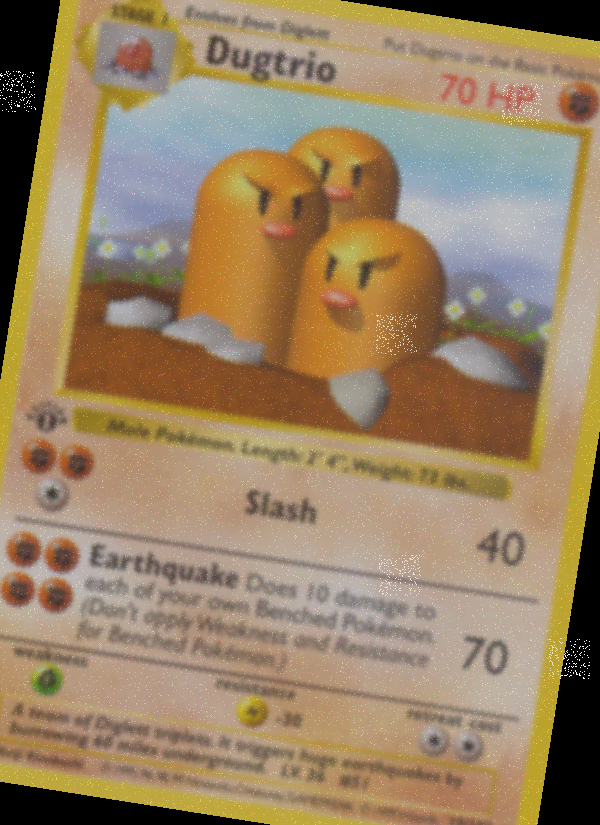 STAGE 1
Evolves from Diglett
Put Dugtrio on the Basic Pokémon
Dugtrio
70 HP
Mole Pokémon. Length: 2' 4", Weight: 73 lbs.
Slash
40
Earthquake Does 10 damage to
each of your own Benched Pokémon.
(Don't apply Weakness and Resistance
for Benched Pokémon.)
70
weakness
resistance
-30
retreat cost
A team of Diglett triplets. It triggers huge earthquakes by
burrowing 60 miles underground. LV. 36 #51